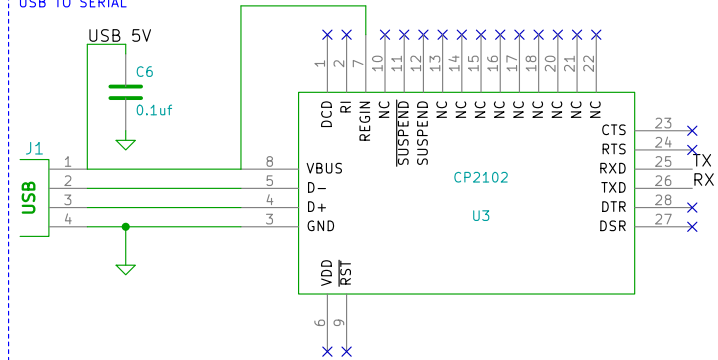 USB TO SERIAL
USB 5V
C6
0.1uf
J1
USB
1
2
3
4
8
5
4
3
1
2
7
10
11
12
13
14
15
16
17
18
20
21
22
DCD
RI
REGIN
NC
SUSPEND
SUSPEND
NC
NC
NC
NC
NC
NC
NC
NC
NC
VBUS
D-
D+
GND
CP2102
U3
CTS
RTS
RXD
TXD
DTR
DSR
23
24
25
26
28
27
TX
RX
VDD
RST
6
9